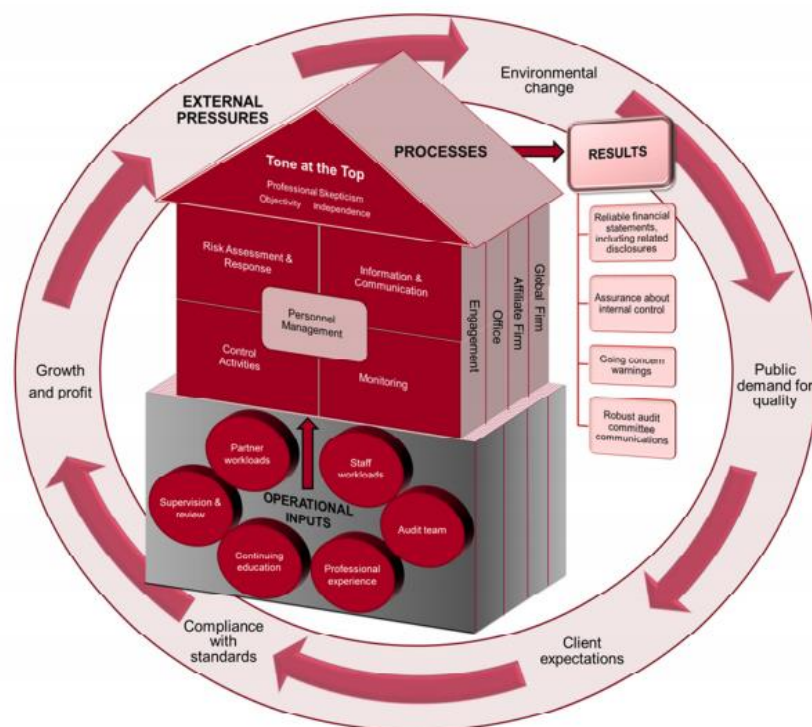 EXTERNAL
PRESSURES
Environmental
change
Tone at the Top
Professional Skepticism
Objectivity Independence
PROCESSES
RESULTS
Reliable financial
statements,
including related
disclosures
Assurance about
internal control
Going concern
warnings
Robust audit
committee
communications
Risk Assessment &
Response
Information &
Communication
Personnel
Management
Control
Activities
Monitoring
Engagement
Office
Affiliate Firm
Global Firm
Growth
and profit
Public
demand for
quality
Partner
workloads
Staff
workloads
OPERATIONAL
INPUTS
Supervision &
review
Audit team
Continuing
education
Professional
experience
Compliance with
standards
Client
expectations